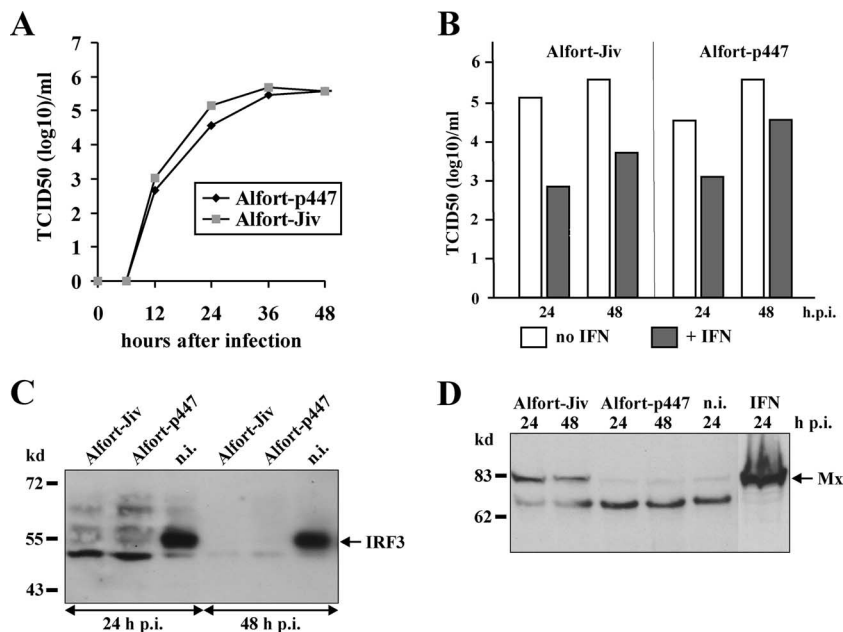 A
TCID50 (log10)/ml
7
6
5
4
3
2
1
0
0 6 12 24 36 48
hours after infection
Alfort-p447
Alfort-Jiv
B
Alfort-Jiv Alfort-p447
TCID50 (log10)/ml
6
5
4
3
2
1
0
24 48 24 48 h.p.i.
no IFN + IFN
C
Alfort-Jiv Alfort-p447 n.i. Alfort-Jiv Alfort-p447 n.i.
kd
72
55
43
IRF3
24 h p.i. 48 h p.i.
D
Alfort-Jiv Alfort-p447 n.i. IFN
24 48 24 48 24 24 h p.i.
kd
83
62
Mx